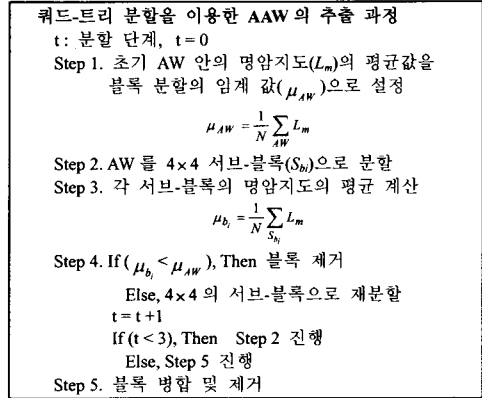 쿼드-트리 분할을 이용한 AAW의 추출 과정
t : 분할 단계, t = 0
Step 1. 초기 AW 안의 명암지도(Lm)의 평균값을
블록 분할의 임계 값(μAW)으로 설정
μAW = 1/N ∑AW Lm
Step 2. AW 를 4×4 서브-블록(Sbi)으로 분할
Step 3. 각 서브-블록의 명암지도의 평균 계산
μbi = 1/N ∑Sbi Lm
Step 4. If ( μbi < μAW ), Then 블록 제거
Else, 4×4 의 서브-블록으로 재분할
t = t +1
If (t < 3), Then Step 2 진행
Else, Step 5 진행
Step 5. 블록 병합 및 제거